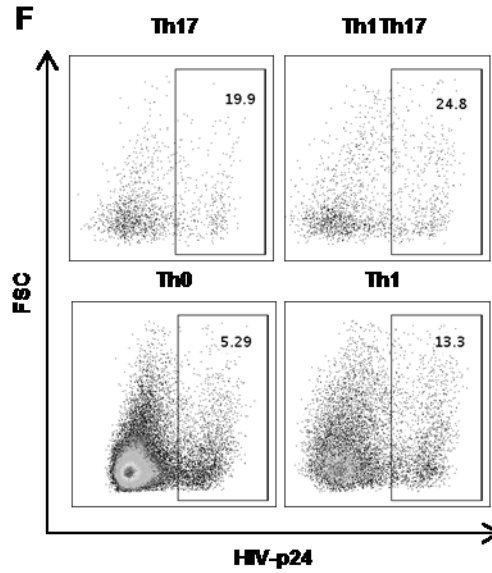 F
Th17 Th1Th17
19.9 24.8
Th0 Th1
5.29 13.3
FSC
HIV-p24